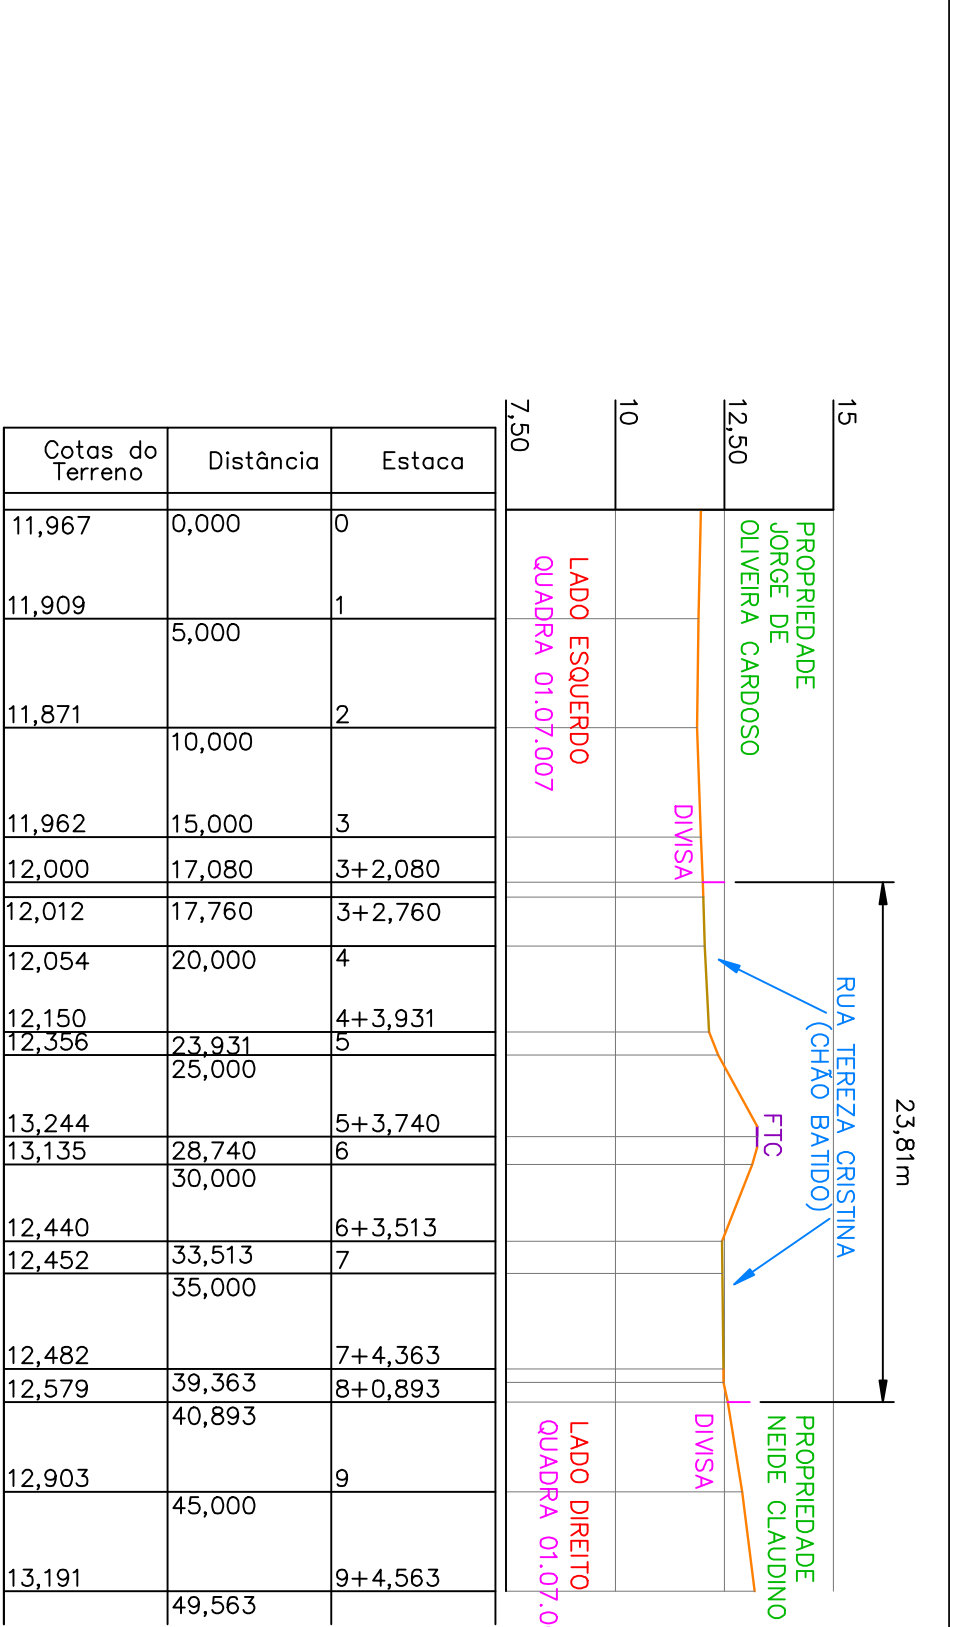 15
12,50
10
7,50
PROPRIEDADE
JORGE DE
OLIVEIRA CARDOSO
LADO ESQUERDO
QUADRA 01.07.007
DIVISA
23,81m
RUA TEREZA CRISTINA
(CHÃO BATIDO)
FTC
DIVISA
PROPRIEDADE
NEIDE CLAUDINO
LADO DIREITO
QUADRA 01.07.0
Cotas do Terreno Distância Estaca
11,967 0,000 0
11,909 1
5,000
11,871 2
10,000
11,962 15,000 3
12,000 17,080 3+2,080
12,012 17,760 3+2,760
12,054 20,000 4
12,150 4+3,931
12,356 23,931 5
25,000
13,244 5+3,740
13,135 28,740 6
30,000
12,440 6+3,513
12,452 33,513 7
35,000
12,482 7+4,363
12,579 39,363 8+0,893
40,893
12,903 9
45,000
13,191 9+4,563
49,563